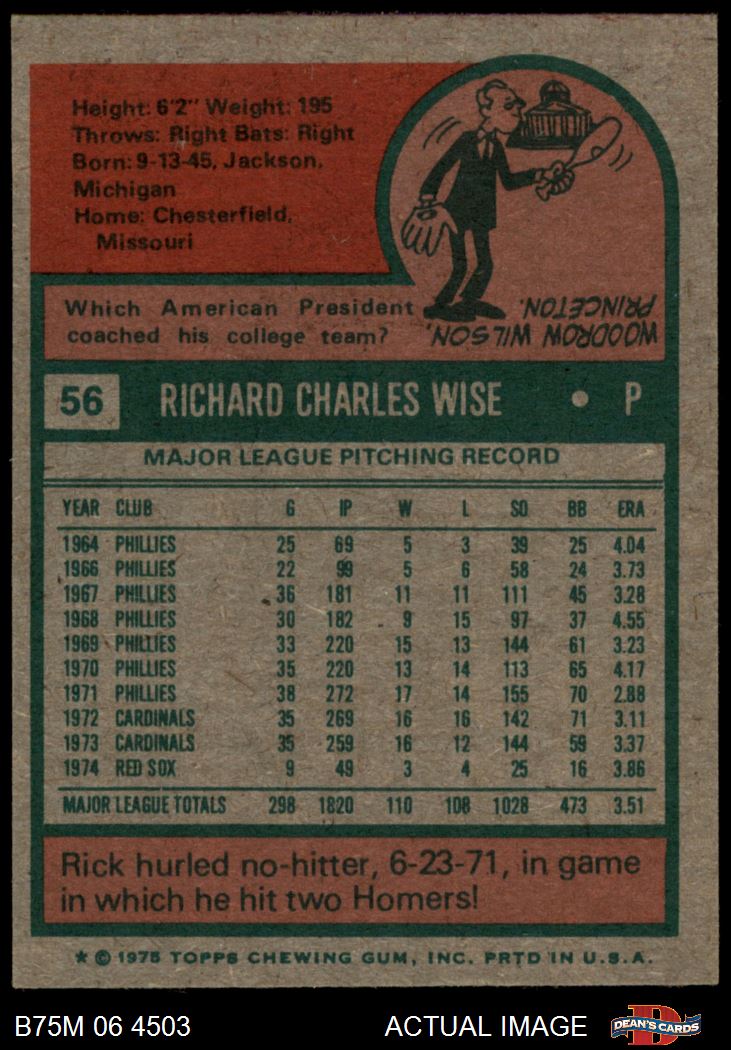 Height: 6'2" Weight: 195
Throws: Right Bats: Right
Born: 9-13-45, Jackson,
Michigan
Home: Chesterfield,
Missouri
Which American President
coached his college team?
WOODROW WILSON,
PRINCETON.
56 RICHARD CHARLES WISE • P
MAJOR LEAGUE PITCHING RECORD
YEAR CLUB G IP W L SO BB ERA
1964 PHILLIES 25 69 5 3 39 25 4.04
1966 PHILLIES 22 99 5 6 58 24 3.73
1967 PHILLIES 36 181 11 11 111 45 3.28
1968 PHILLIES 30 182 9 15 97 37 4.55
1969 PHILLIES 33 220 15 13 144 61 3.23
1970 PHILLIES 35 220 13 14 113 65 4.17
1971 PHILLIES 38 272 17 14 155 70 2.88
1972 CARDINALS 35 269 16 16 142 71 3.11
1973 CARDINALS 35 259 16 12 144 59 3.37
1974 RED SOX 9 49 3 4 25 16 3.86
MAJOR LEAGUE TOTALS 298 1820 110 108 1028 473 3.51
Rick hurled no-hitter, 6-23-71, in game
in which he hit two Homers!
* © 1975 TOPPS CHEWING GUM, INC. PRTD IN U.S.A.
B75M 06 4503 ACTUAL IMAGE D DEAN'S CARDS